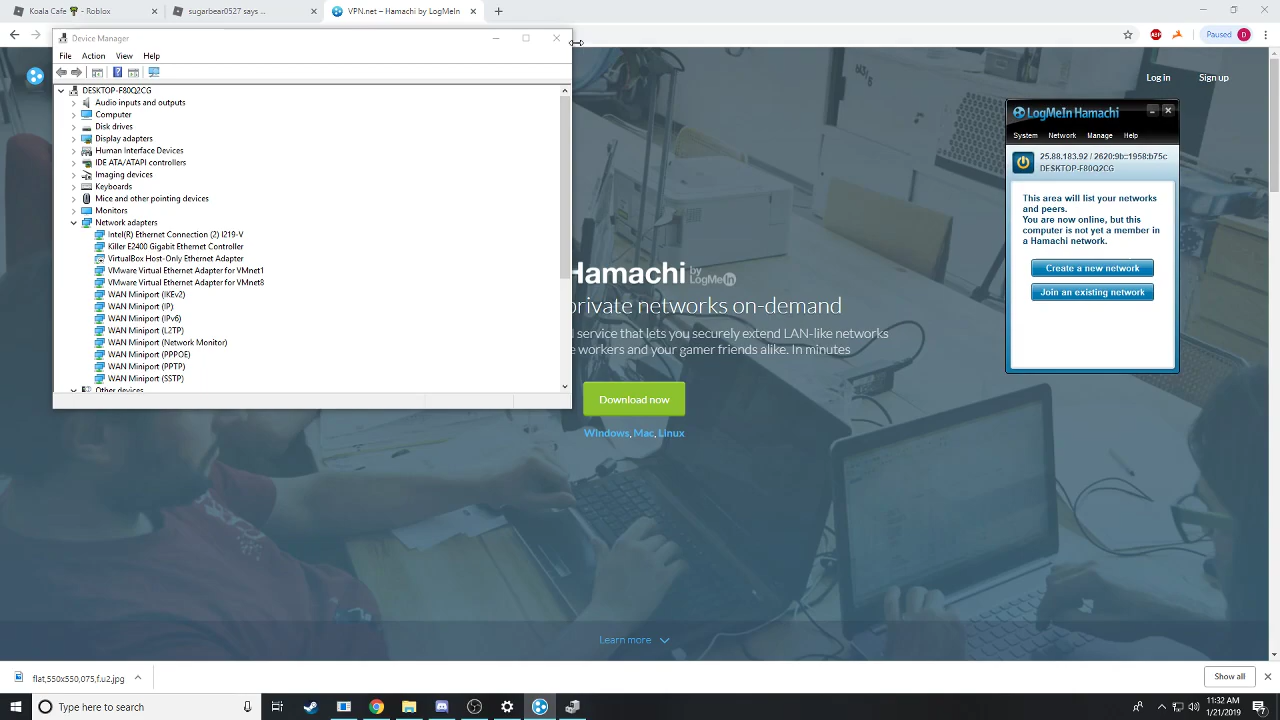 Koala Cafe
sugarbear0527 says ...
VPN.net – Hamachi by LogMeIn
ABP
Paused
D
Device Manager
File Action View Help
DESKTOP-F80Q2CG
Audio inputs and outputs
Computer
Disk drives
Display adapters
Human Interface Devices
IDE ATA/ATAPI controllers
Imaging devices
Keyboards
Mice and other pointing devices
Monitors
Network adapters
Intel(R) Ethernet Connection (2) I219-V
Killer E2400 Gigabit Ethernet Controller
VirtualBox Host-Only Ethernet Adapter
VMware Virtual Ethernet Adapter for VMnet1
VMware Virtual Ethernet Adapter for VMnet8
WAN Miniport (IKEv2)
WAN Miniport (IP)
WAN Miniport (IPv6)
WAN Miniport (L2TP)
WAN Miniport (Network Monitor)
WAN Miniport (PPPOE)
WAN Miniport (PPTP)
WAN Miniport (SSTP)
Other devices
Log in Sign up
LogMeIn Hamachi
System Network Manage Help
25.88.183.92 / 2620:9b::1958:b75c
DESKTOP-F80Q2CG
This area will list your networks
and peers.
You are now online, but this
computer is not yet a member in
a Hamachi network.
Create a new network
Join an existing network
Hamachi by LogMeIn
private networks on-demand
service that lets you securely extend LAN-like networks
workers and your gamer friends alike. In minutes
Download now
Windows, Mac, Linux
Learn more
flat,550x550,075,f.u2.jpg
Show all
Type here to search
11:32 AM
1/21/2019